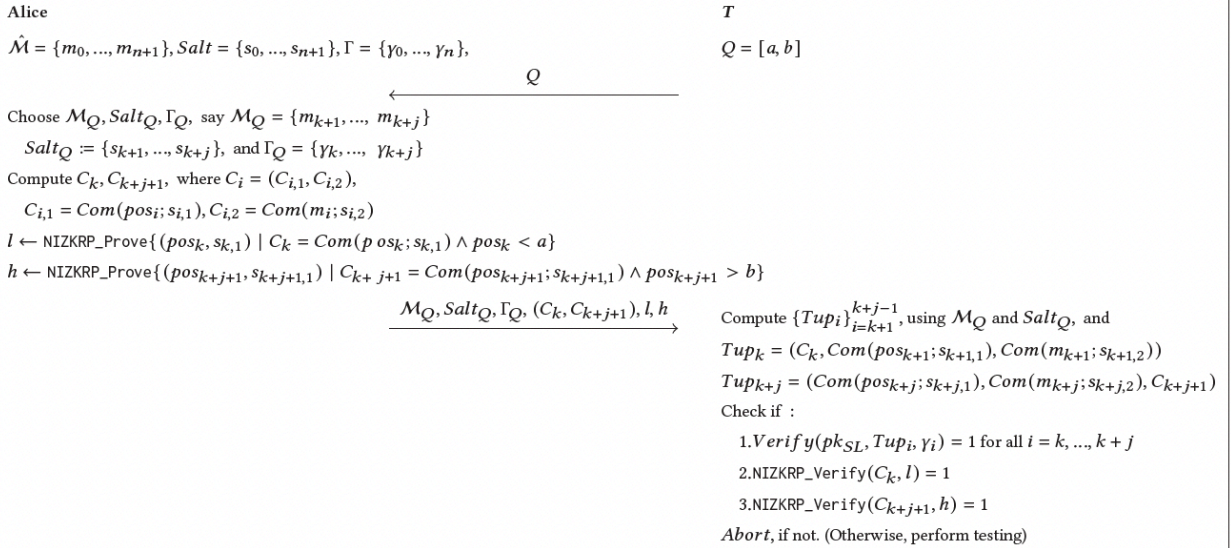 Alice
T
M̂ = {m₀, ..., mₙ₊₁}, Salt = {s₀, ..., sₙ₊₁}, Γ = {γ₀, ..., γₙ},
Q = [a, b]
Q
Choose M_Q, Salt_Q, Γ_Q, say M_Q = {m_{k+1}, ..., m_{k+j}}
Salt_Q := {s_{k+1}, ..., s_{k+j}}, and Γ_Q = {γ_k, ..., γ_{k+j}}
Compute C_k, C_{k+j+1}, where C_i = (C_{i,1}, C_{i,2}),
C_{i,1} = Com(pos_i; s_{i,1}), C_{i,2} = Com(m_i; s_{i,2})
l ← NIZKRP_Prove{(pos_k, s_{k,1}) | C_k = Com(pos_k; s_{k,1}) ∧ pos_k < a}
h ← NIZKRP_Prove{(pos_{k+j+1}, s_{k+j+1,1}) | C_{k+j+1} = Com(pos_{k+j+1}; s_{k+j+1,1}) ∧ pos_{k+j+1} > b}
M_Q, Salt_Q, Γ_Q, (C_k, C_{k+j+1}), l, h
Compute {Tup_i}_{i=k+1}^{k+j-1}, using M_Q and Salt_Q, and
Tup_k = (C_k, Com(pos_{k+1}; s_{k+1,1}), Com(m_{k+1}; s_{k+1,2}))
Tup_{k+j} = (Com(pos_{k+j}; s_{k+j,1}), Com(m_{k+j}; s_{k+j,2}), C_{k+j+1})
Check if :
1.Verify(pk_{SL}, Tup_i, γ_i) = 1 for all i = k, ..., k + j
2.NIZKRP_Verify(C_k, l) = 1
3.NIZKRP_Verify(C_{k+j+1}, h) = 1
Abort, if not. (Otherwise, perform testing)